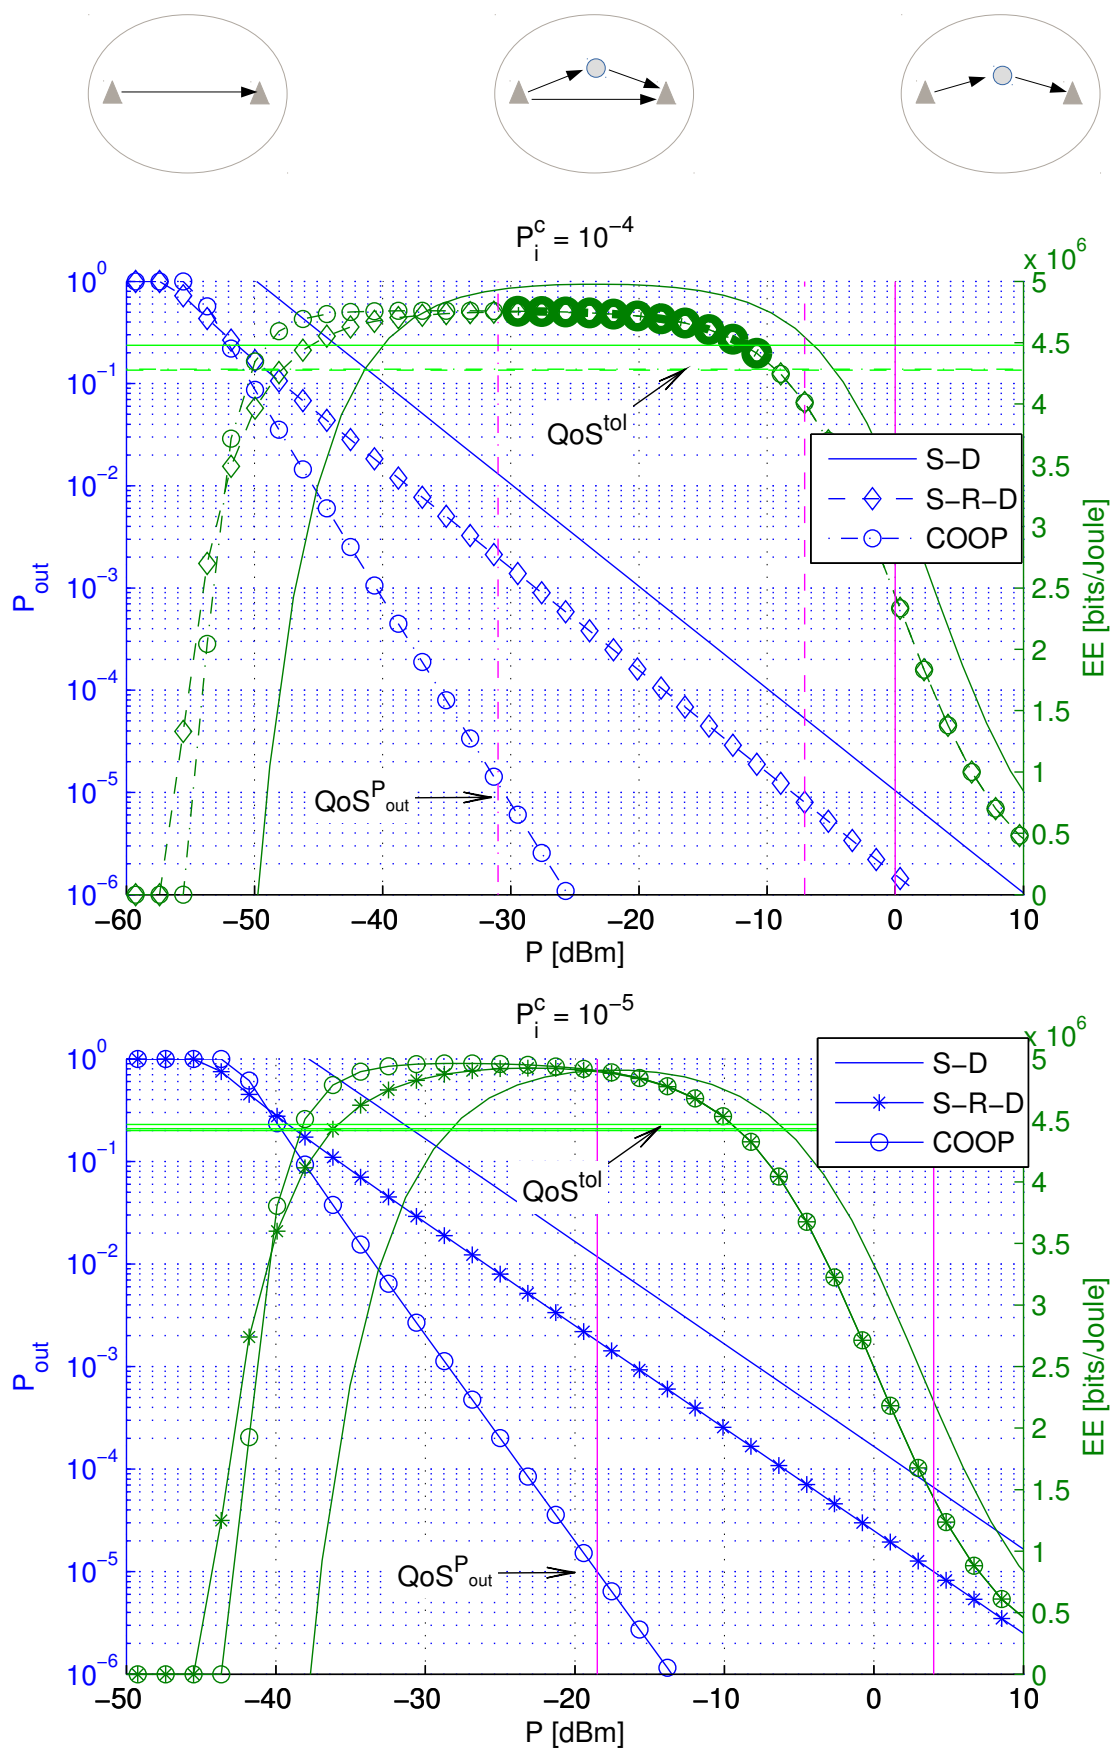 P_i^c = 10^-4
x 10^6
10^0
10^-1
10^-2
10^-3
10^-4
10^-5
10^-6
P_out
5
4.5
4
3.5
3
2.5
2
1.5
1
0.5
0
EE [bits/Joule]
QoS^tol
S-D
S-R-D
COOP
QoS^P_out
-60 -50 -40 -30 -20 -10 0 10
P [dBm]
P_i^c = 10^-5
x 10^6
10^0
10^-1
10^-2
10^-3
10^-4
10^-5
10^-6
P_out
5
4.5
4
3.5
3
2.5
2
1.5
1
0.5
0
EE [bits/Joule]
S-D
S-R-D
COOP
QoS^tol
QoS^P_out
-50 -40 -30 -20 -10 0 10
P [dBm]